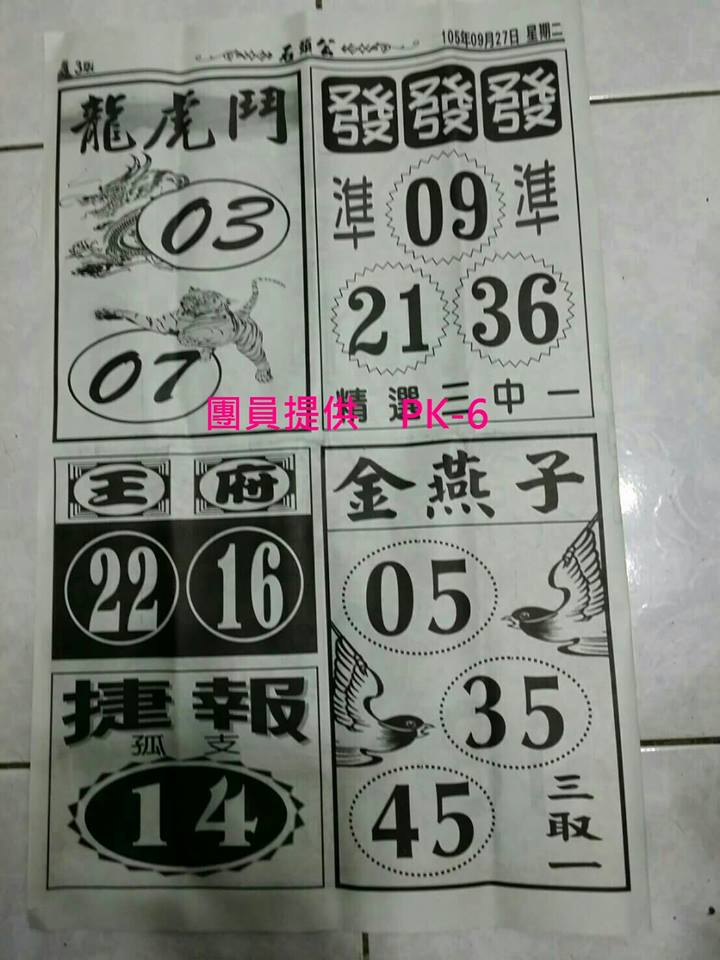 3版 石頭公 105年09月27日 星期二
龍虎鬥
03
07
發發發
準 09 準
21 36
精選三中一
團員提供 PK-6
王府
22 16
捷報
孤支
14
金燕子
05
35
45
三取一